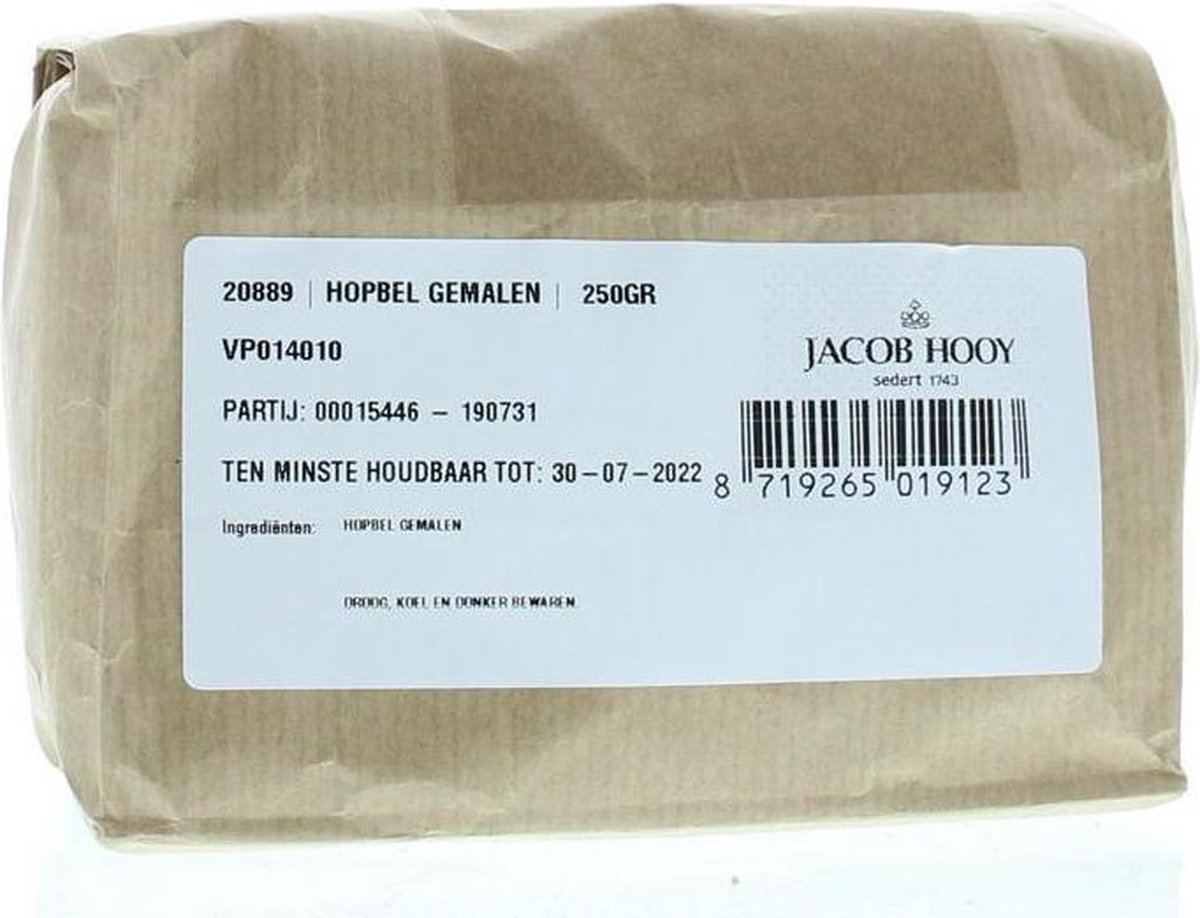 20889 | HOPBEL GEMALEN | 250GR
VP014010
PARTIJ: 00015446 – 190731
TEN MINSTE HOUDBAAR TOT: 30-07-2022
Ingrediënten: HOPBEL GEMALEN
DROOG, KOEL EN DONKER BEWAREN.
JACOB HOOY
sedert 1743
8 719265 019123